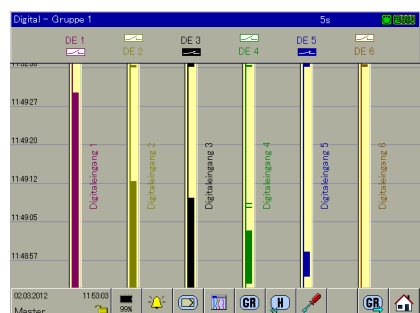 Digital - Gruppe 1 5s
DE 1 DE 2 DE 3 DE 4 DE 5 DE 6
11:49:27
11:49:20
11:49:12
11:49:05
11:48:57
Digitaleingang 1
Digitaleingang 2
Digitaleingang 3
Digitaleingang 4
Digitaleingang 5
Digitaleingang 6
02.03.2012 11:53:03
Master
99% GR H GR